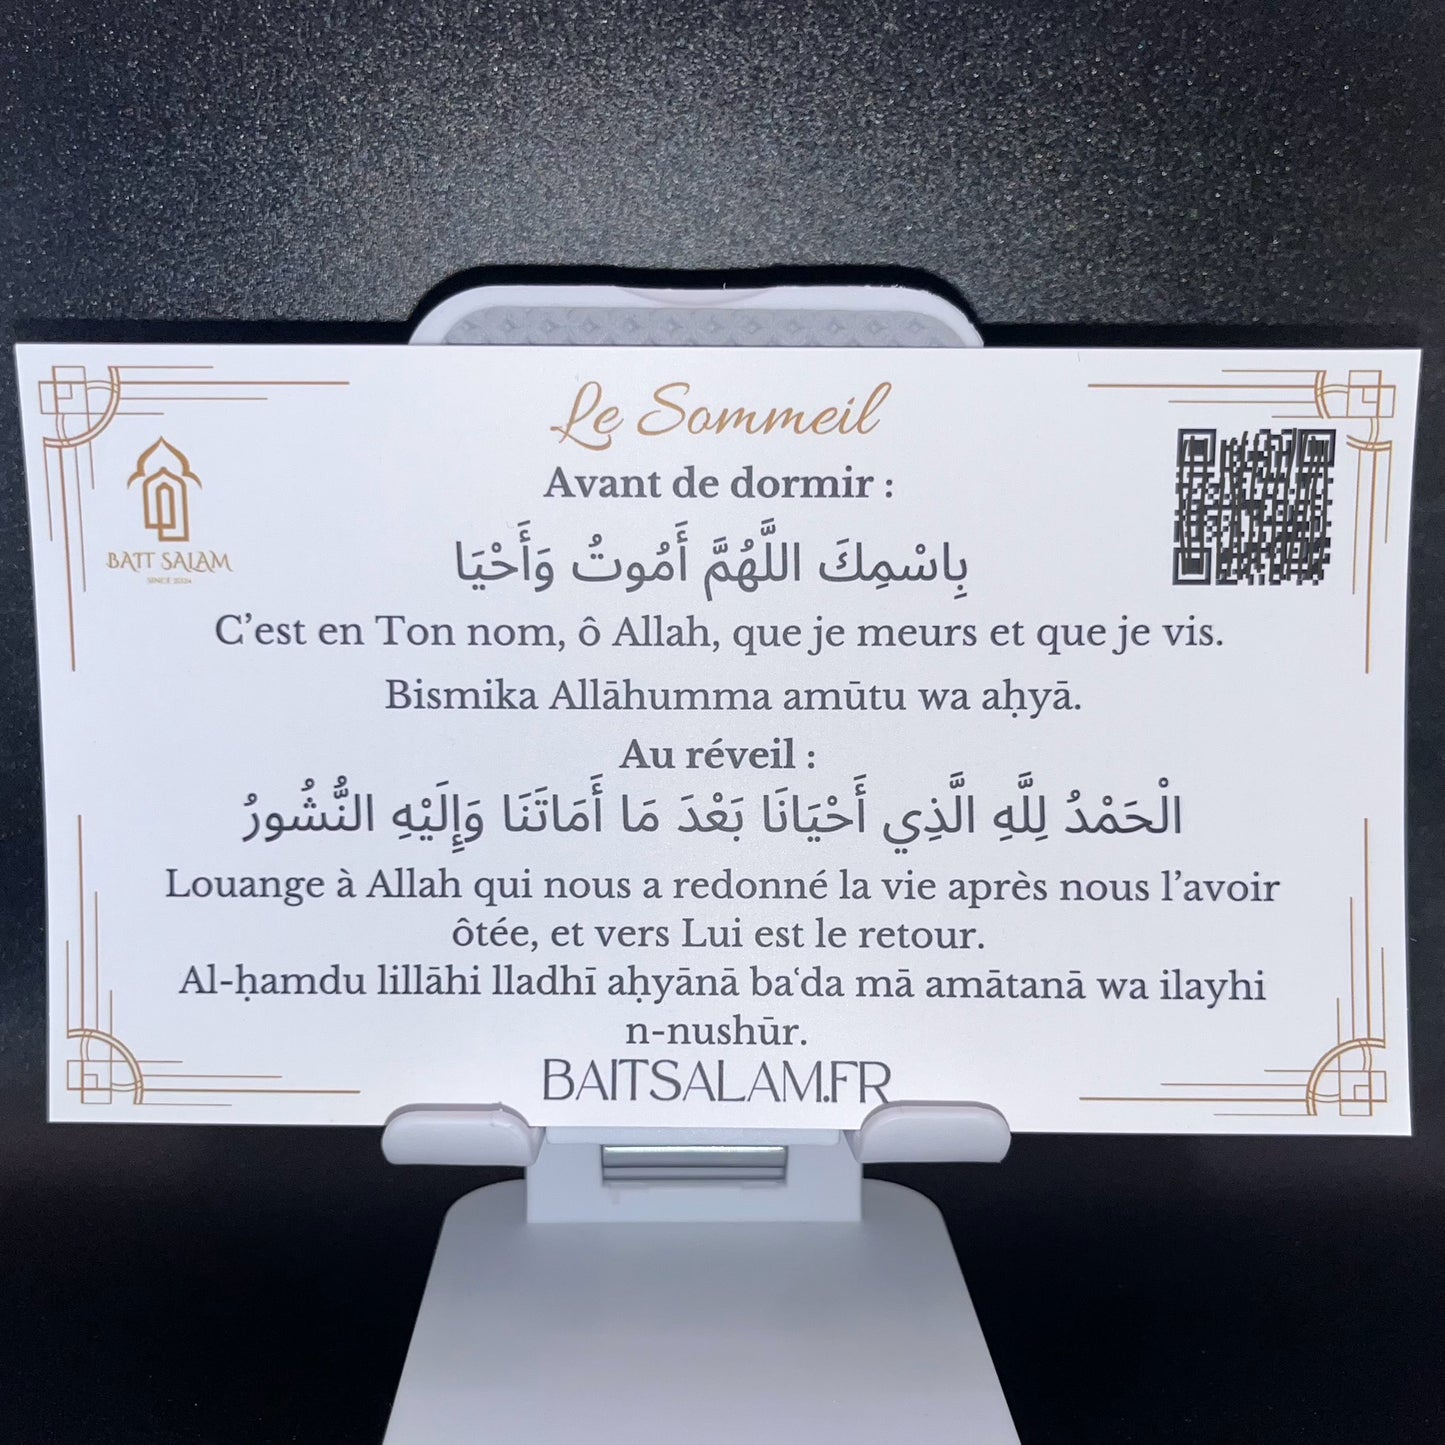 Le Sommeil
BAIT SALAM
SINCE 2024
Avant de dormir :
بِاسْمِكَ اللَّهُمَّ أَمُوتُ وَأَحْيَا
C’est en Ton nom, ô Allah, que je meurs et que je vis.
Bismika Allāhumma amūtu wa aḥyā.
Au réveil :
الْحَمْدُ لِلَّهِ الَّذِي أَحْيَانَا بَعْدَ مَا أَمَاتَنَا وَإِلَيْهِ النُّشُورُ
Louange à Allah qui nous a redonné la vie après nous l’avoir
ôtée, et vers Lui est le retour.
Al-ḥamdu lillāhi lladhī aḥyānā ba‘da mā amātanā wa ilayhi
n-nushūr.
BAITSALAM.FR